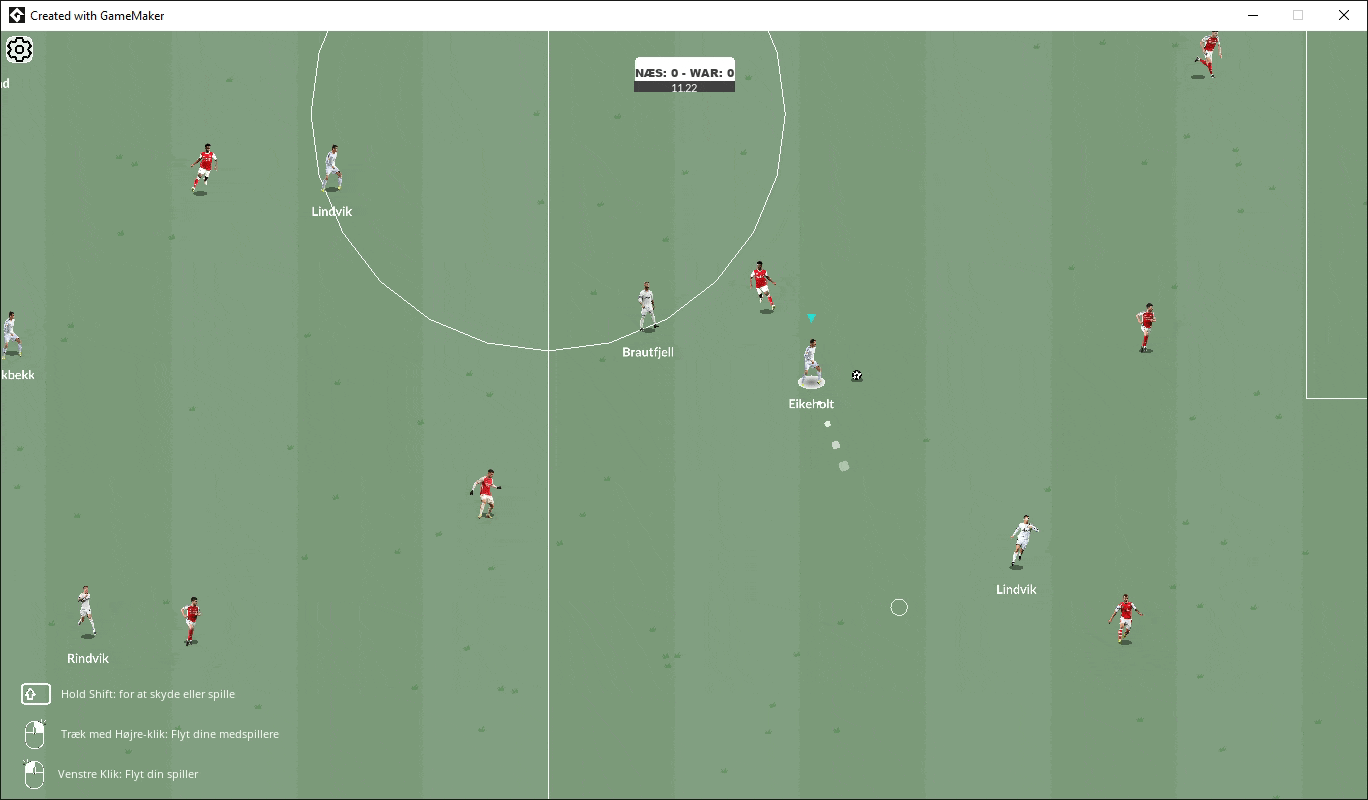 Created with GameMaker
NÆS: 0 - WAR: 0
11.22
Lindvik
Brautfjell
kbekk
Eikeholt
Lindvik
Rindvik
Hold Shift: for at skyde eller spille
Træk med Højre-klik: Flyt dine medspillere
Venstre Klik: Flyt din spiller